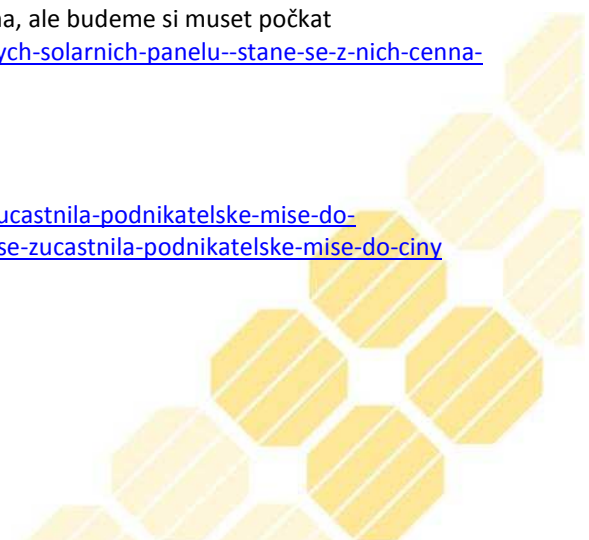 na, ale budeme si muset počkat
ych-solarnich-panelu--stane-se-z-nich-cenna-
ucastnila-podnikatelske-mise-do-
se-zucastnila-podnikatelske-mise-do-ciny